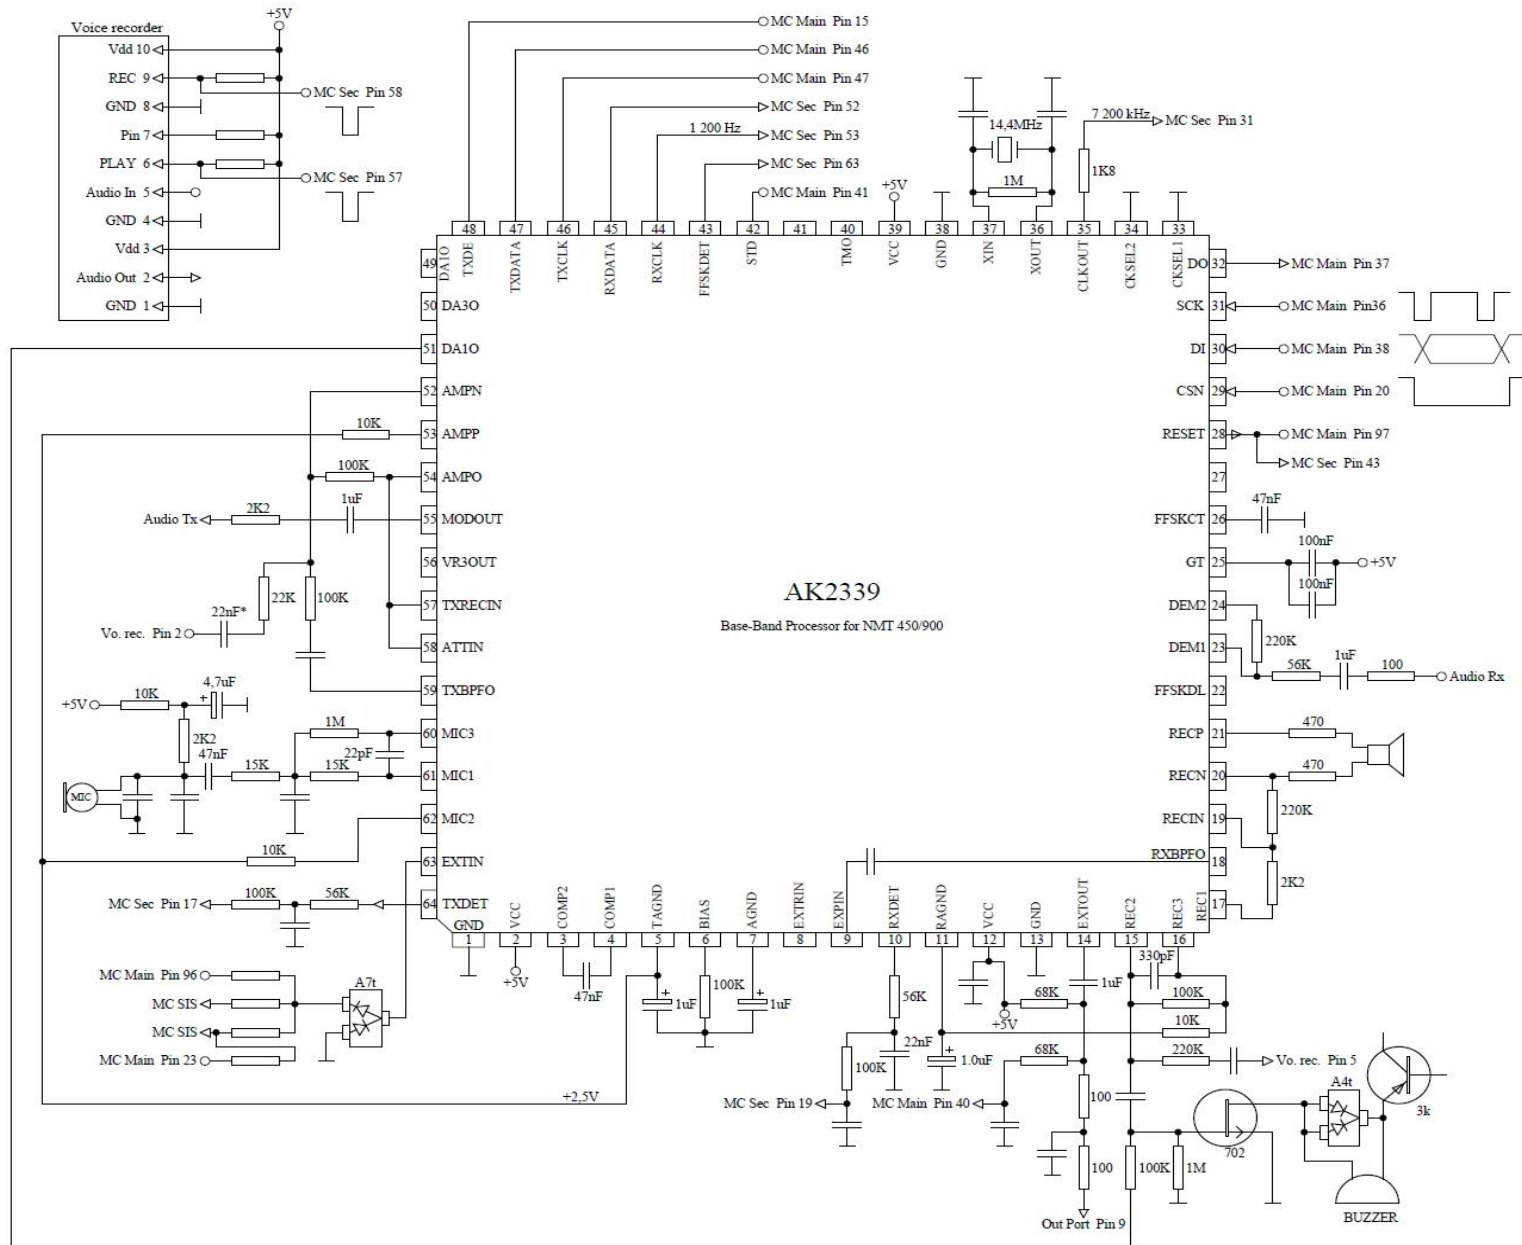 Voice recorder
+5V
Vdd 10
REC 9
GND 8
Pin 7
PLAY 6
Audio In 5
GND 4
Vdd 3
Audio Out 2
GND 1
MC Sec Pin 58
MC Sec Pin 57
MC Main Pin 15
MC Main Pin 46
MC Main Pin 47
MC Sec Pin 52
1 200 Hz
MC Sec Pin 53
MC Sec Pin 63
MC Main Pin 41
+5V
14,4MHz
1M
7 200 kHz
MC Sec Pin 31
1K8
48 47 46 45 44 43 42 41 40 39 38 37 36 35 34 33
DA1O
TXDE
TXDATA
TXCLK
RXDATA
RXCLK
FFSKDET
STD
TMO
VCC
GND
XIN
XOUT
CLKOUT
CKSEL2
CKSEL1
49
50 DA3O
51 DA1O
52 AMPN
10K
53 AMPP
100K
54 AMPO
1uF
2K2
Audio Tx
55 MODOUT
56 VR3OUT
22K
100K
57 TXRECIN
22nF*
Vo. rec. Pin 2
58 ATTIN
59 TXBPFO
4,7uF
+
10K
+5V
1M
60 MIC3
2K2
47nF
22pF
15K
15K
61 MIC1
MIC
62 MIC2
10K
63 EXTIN
100K
56K
MC Sec Pin 17
64 TXDET
AK2339
Base-Band Processor for NMT 450/900
DO 32
MC Main Pin 37
SCK 31
MC Main Pin36
DI 30
MC Main Pin 38
CSN 29
MC Main Pin 20
RESET 28
MC Main Pin 97
MC Sec Pin 43
27
47nF
FFSKCT 26
100nF
GT 25
+5V
100nF
DEM2 24
220K
DEM1 23
56K
1uF
100
Audio Rx
FFSKDL 22
470
RECP 21
470
RECN 20
220K
RECIN 19
RXBPFO
18
2K2
REC1
17
GND
VCC
COMP2
COMP1
TAGND
BIAS
AGND
EXTRIN
EXPIN
RXDET
RAGND
VCC
GND
EXTOUT
REC2
REC3
1 2 3 4 5 6 7 8 9 10 11 12 13 14 15 16
MC Main Pin 96
MC SIS
MC SIS
MC Main Pin 23
A7t
+5V
47nF
+
1uF
100K
+
1uF
56K
22nF
100K
+
1.0uF
68K
+5V
68K
1uF
330pF
100K
10K
220K
Vo. rec. Pin 5
+2,5V
MC Sec Pin 19
MC Main Pin 40
100
100
Out Port Pin 9
100K
1M
702
A4t
3k
BUZZER